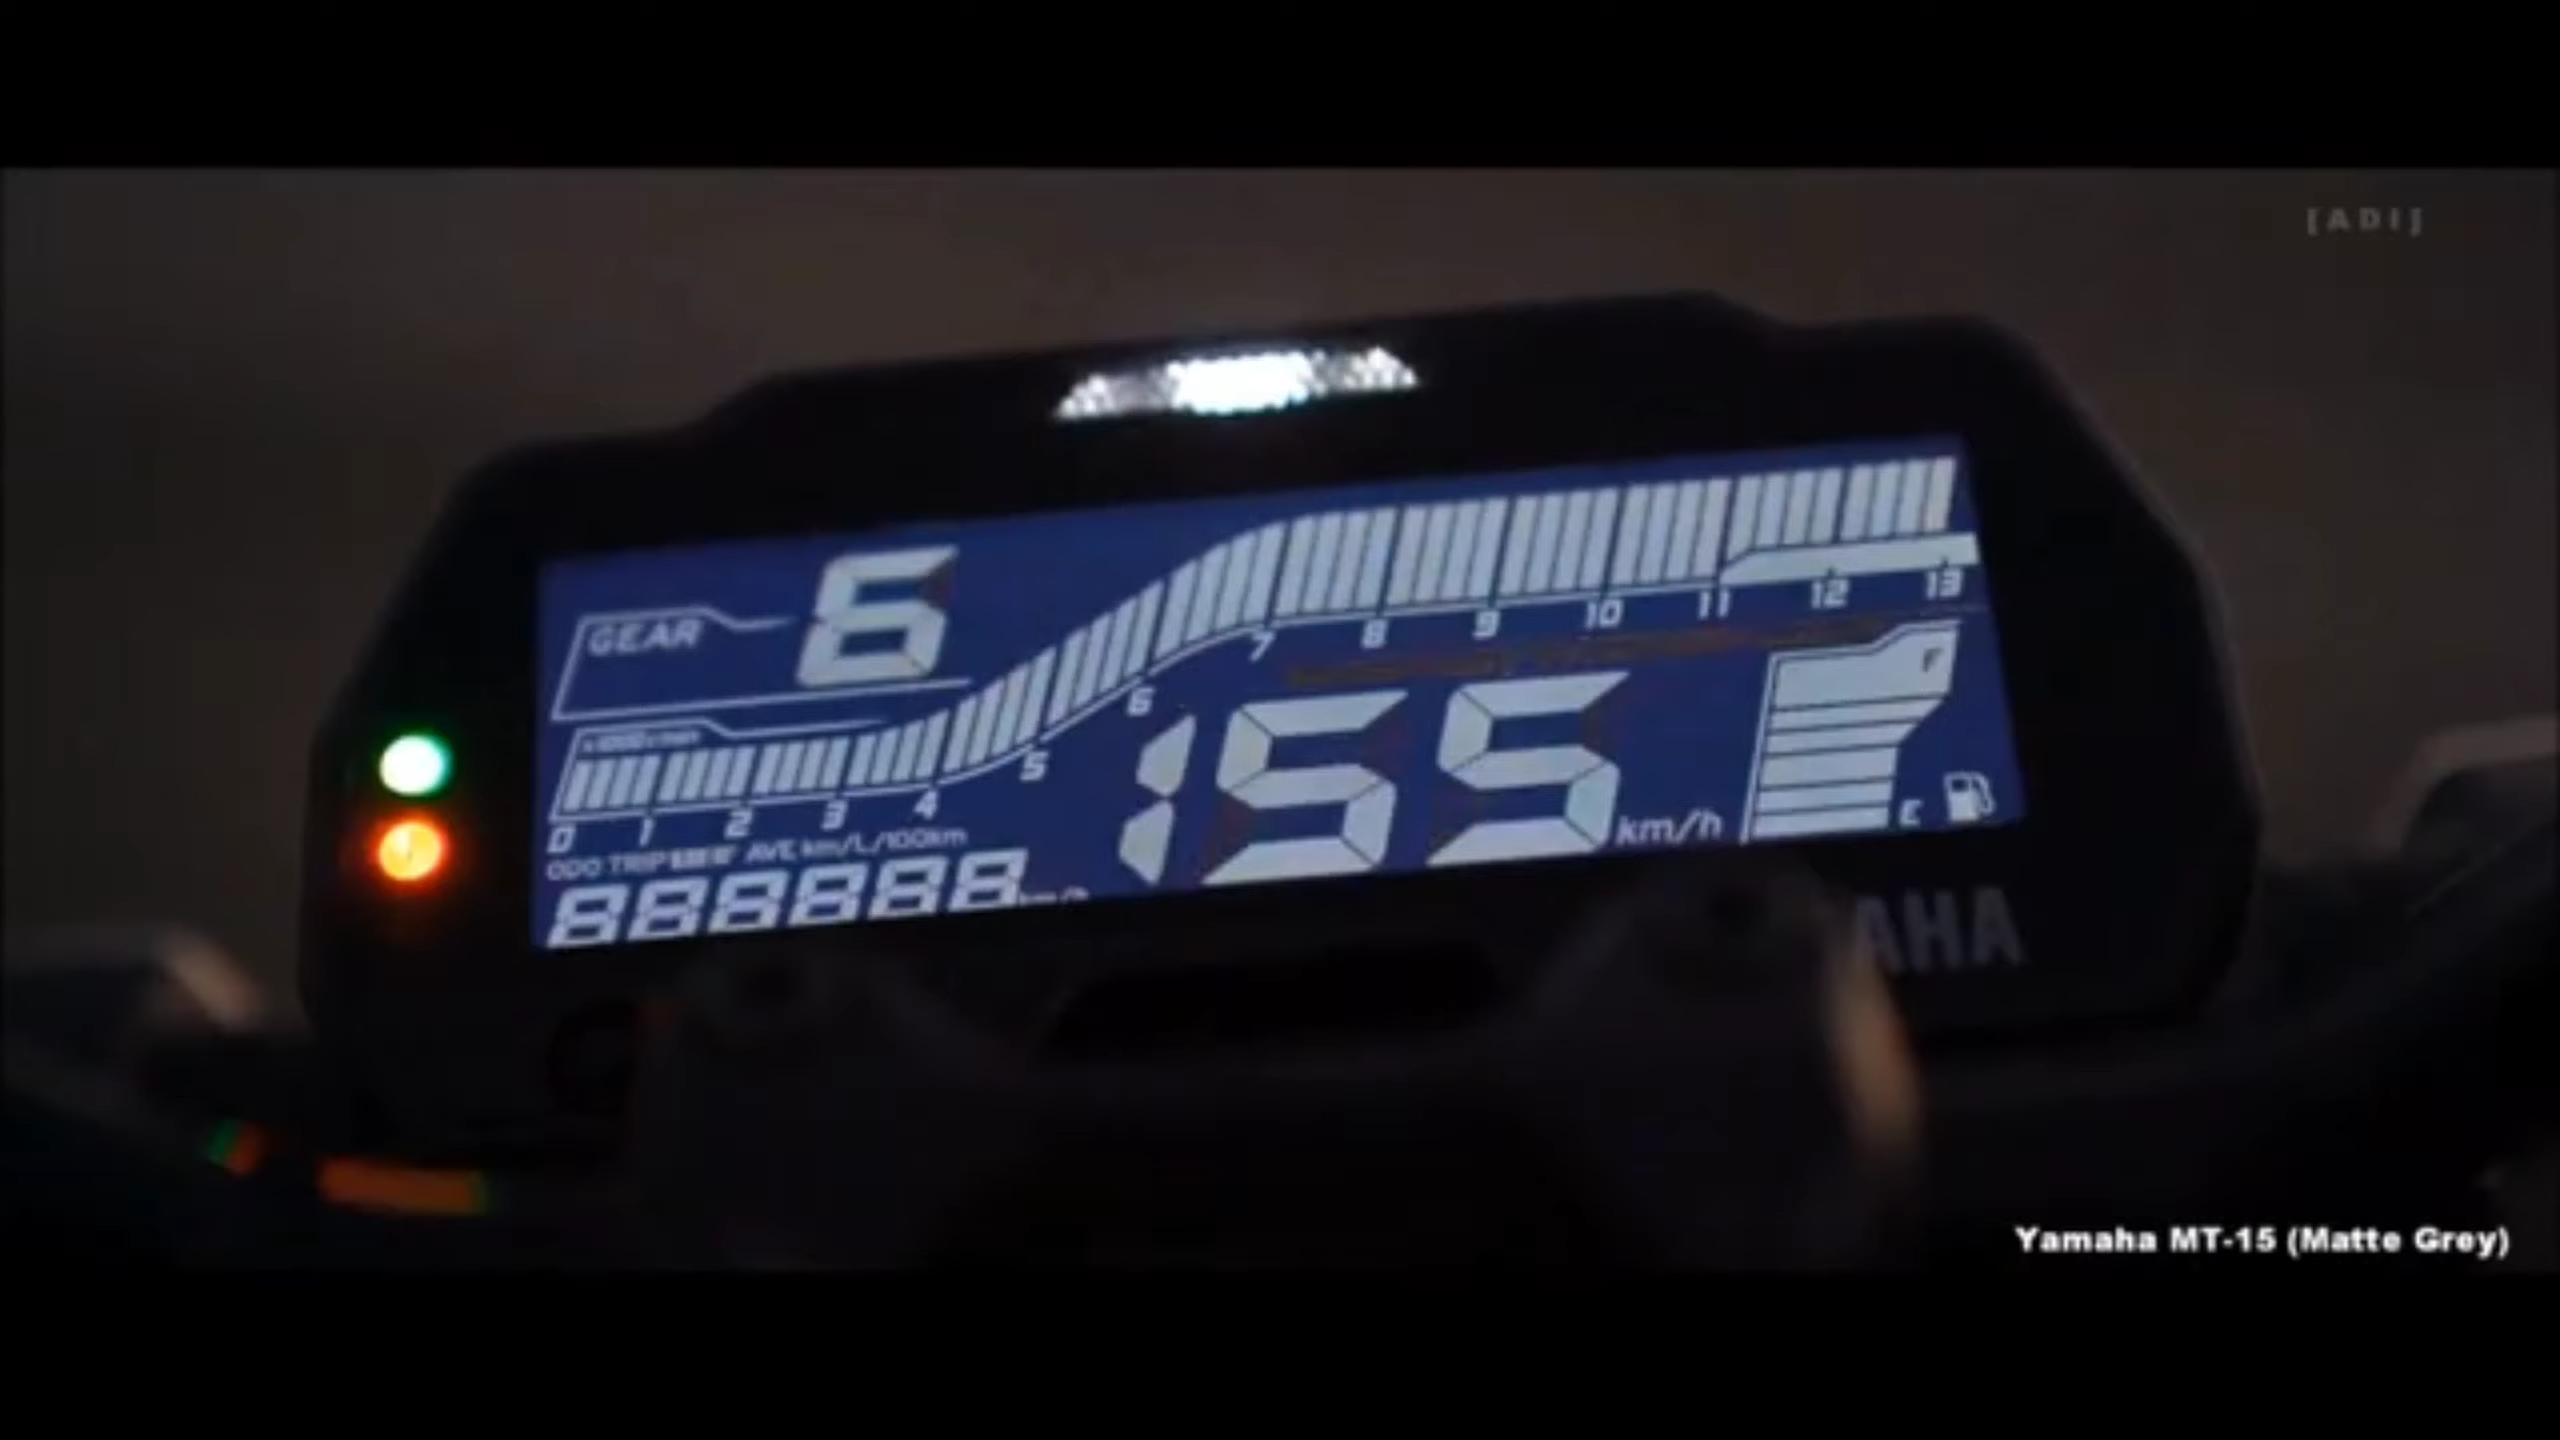 [ADI]
GEAR 6
7 8 9 10 11 12 13
0 1 2 3 4 5 6
F
155 km/h
E
ODO TRIP AVE km/L/100km
888888
AHA
Yamaha MT-15 (Matte Grey)